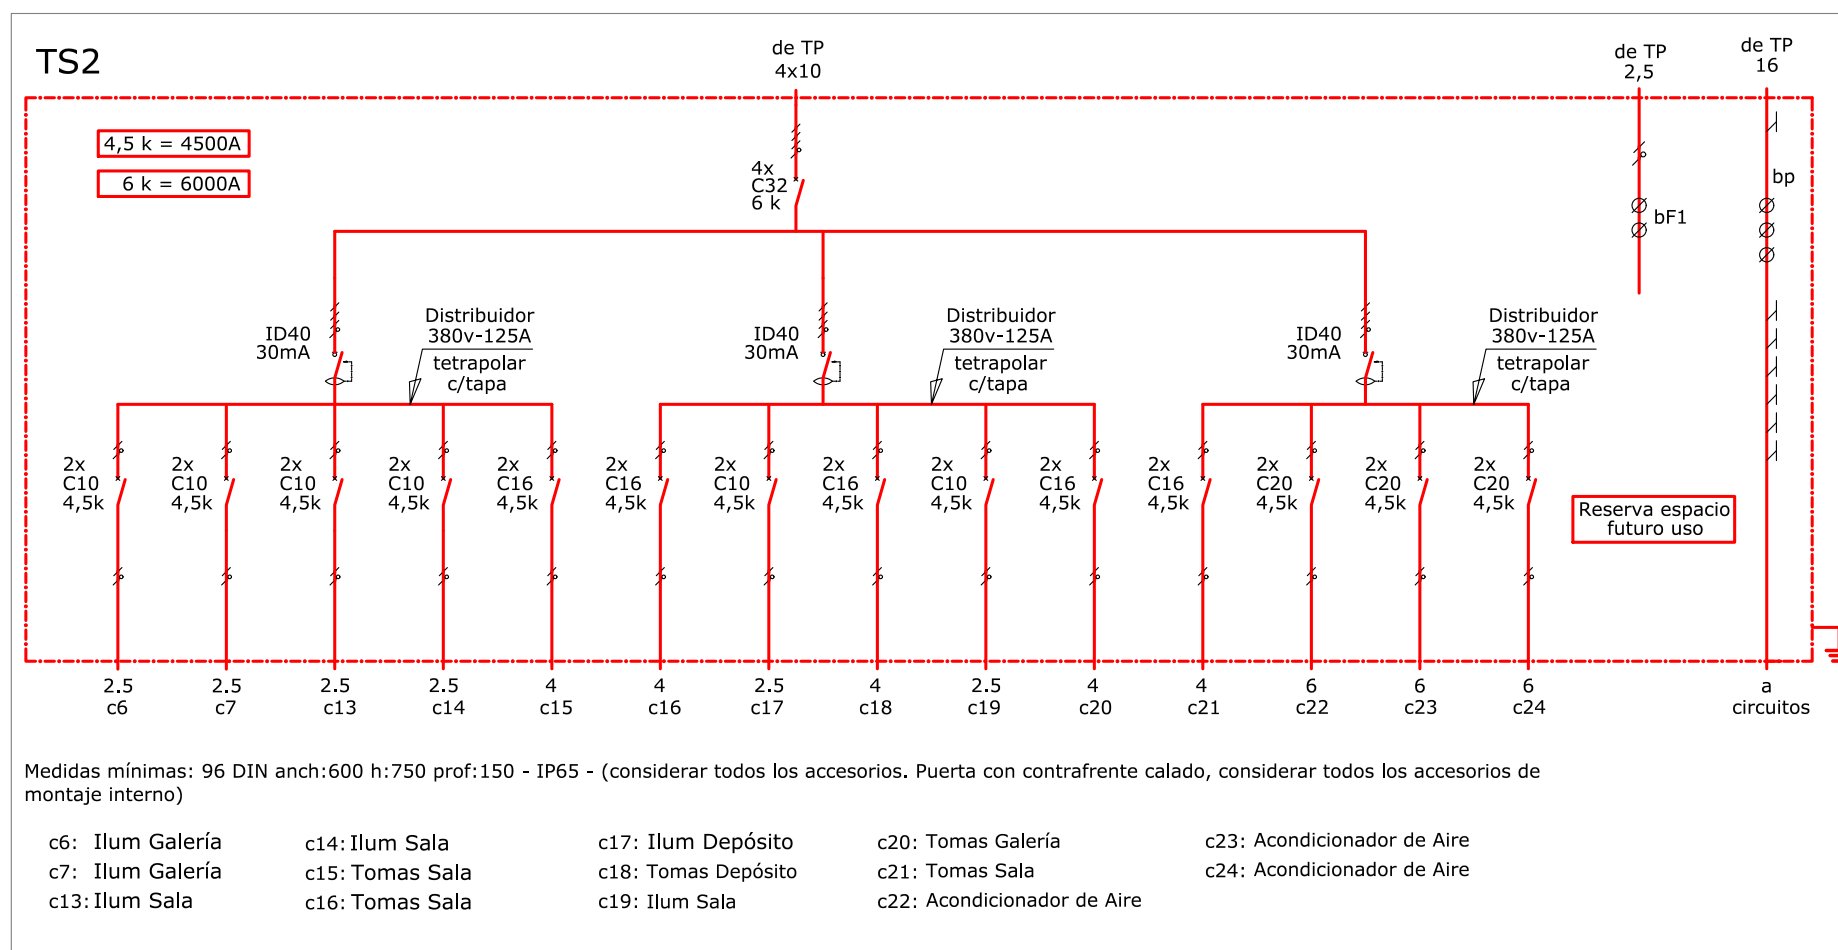 TS2
de TP
4x10
de TP
2,5
de TP
16
4,5 k = 4500A
6 k = 6000A
4x
C32
6 k
bp
bF1
ID40
30mA
Distribuidor
380v-125A
tetrapolar
c/tapa
ID40
30mA
Distribuidor
380v-125A
tetrapolar
c/tapa
ID40
30mA
Distribuidor
380v-125A
tetrapolar
c/tapa
2x
C10
4,5k
2x
C10
4,5k
2x
C10
4,5k
2x
C10
4,5k
2x
C16
4,5k
2x
C16
4,5k
2x
C10
4,5k
2x
C16
4,5k
2x
C10
4,5k
2x
C16
4,5k
2x
C16
4,5k
2x
C20
4,5k
2x
C20
4,5k
2x
C20
4,5k
Reserva espacio
futuro uso
2.5
c6
2.5
c7
2.5
c13
2.5
c14
4
c15
4
c16
2.5
c17
4
c18
2.5
c19
4
c20
4
c21
6
c22
6
c23
6
c24
a
circuitos
Medidas mínimas: 96 DIN anch:600 h:750 prof:150 - IP65 - (considerar todos los accesorios. Puerta con contrafrente calado, considerar todos los accesorios de
montaje interno)
c6: Ilum Galería
c7: Ilum Galería
c13: Ilum Sala
c14: Ilum Sala
c15: Tomas Sala
c16: Tomas Sala
c17: Ilum Depósito
c18: Tomas Depósito
c19: Ilum Sala
c20: Tomas Galería
c21: Tomas Sala
c22: Acondicionador de Aire
c23: Acondicionador de Aire
c24: Acondicionador de Aire